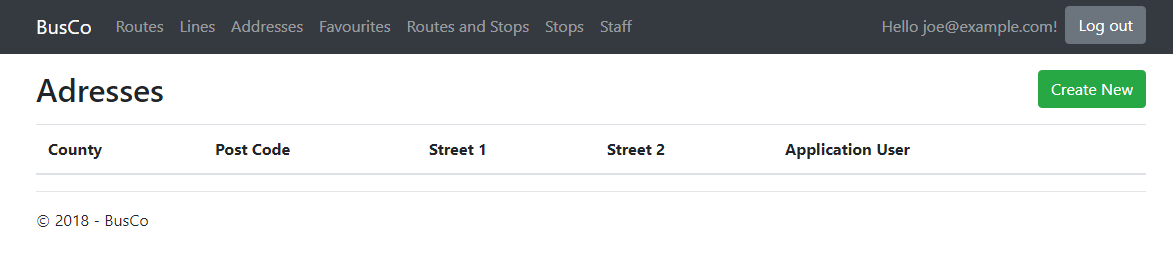 BusCo Routes Lines Addresses Favourites Routes and Stops Stops Staff Hello joe@example.com! Log out
Adresses Create New
County Post Code Street 1 Street 2 Application User
© 2018 - BusCo